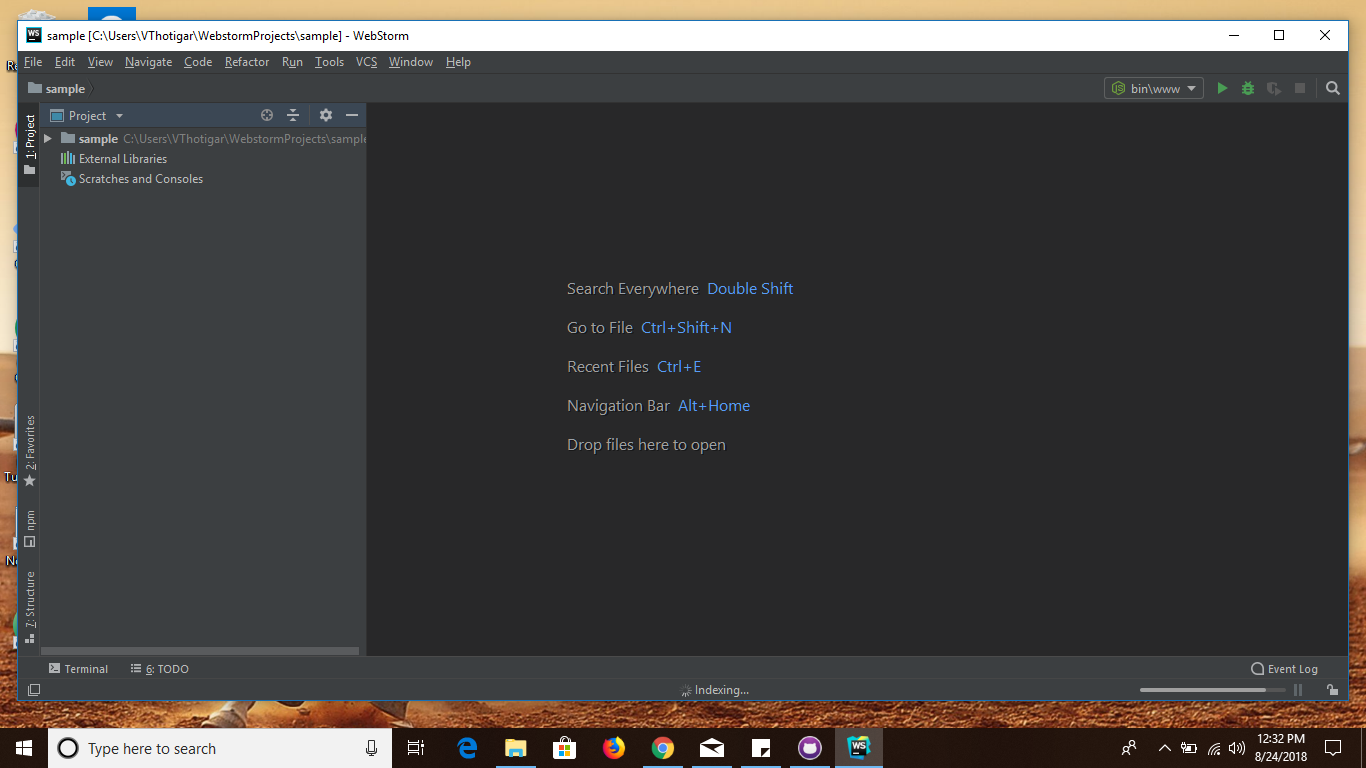 WS sample [C:\Users\VThotigar\WebstormProjects\sample] - WebStorm
File Edit View Navigate Code Refactor Run Tools VCS Window Help
sample bin\www
Project
sample C:\Users\VThotigar\WebstormProjects\sample
External Libraries
Scratches and Consoles
1: Project
2: Favorites
npm
7: Structure
Search Everywhere Double Shift
Go to File Ctrl+Shift+N
Recent Files Ctrl+E
Navigation Bar Alt+Home
Drop files here to open
Terminal 6: TODO Event Log
Indexing...
Type here to search
WS
12:32 PM
8/24/2018